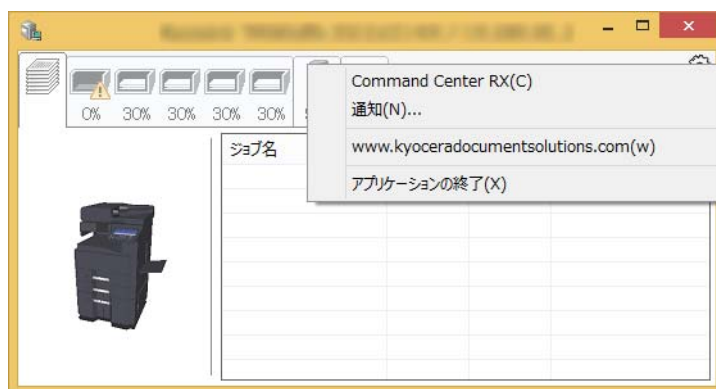 Command Center RX(C)
通知(N)...
www.kyoceradocumentsolutions.com(w)
アプリケーションの終了(X)
0% 30% 30% 30% 30%
ジョブ名